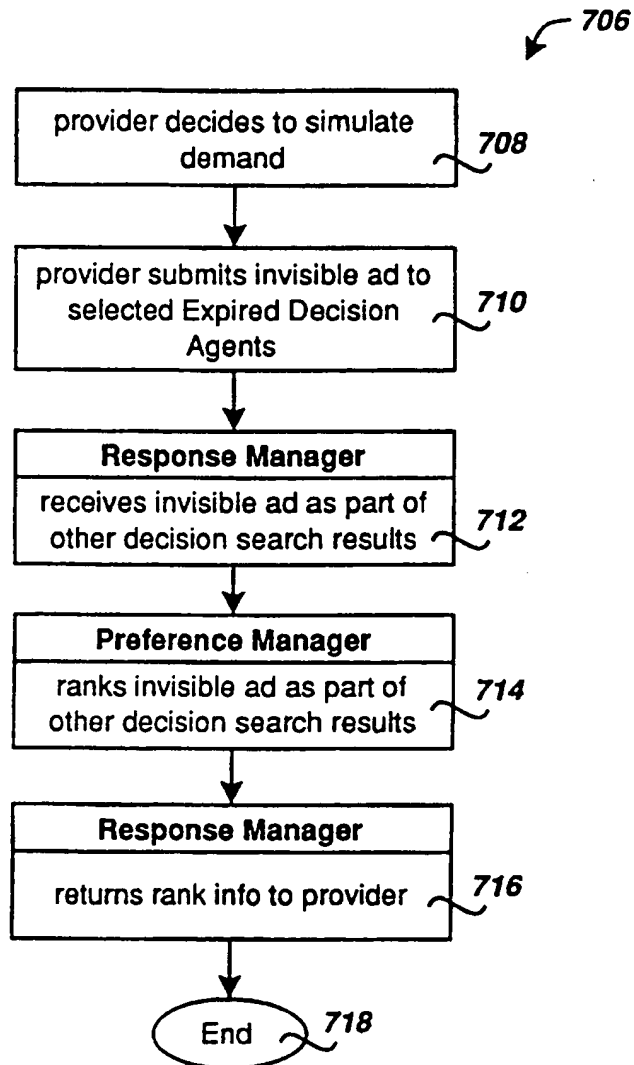 706
provider decides to simulate
demand
708
provider submits invisible ad to
selected Expired Decision
Agents
710
Response Manager
receives invisible ad as part of
other decision search results
712
Preference Manager
ranks invisible ad as part of
other decision search results
714
Response Manager
returns rank info to provider
716
End
718